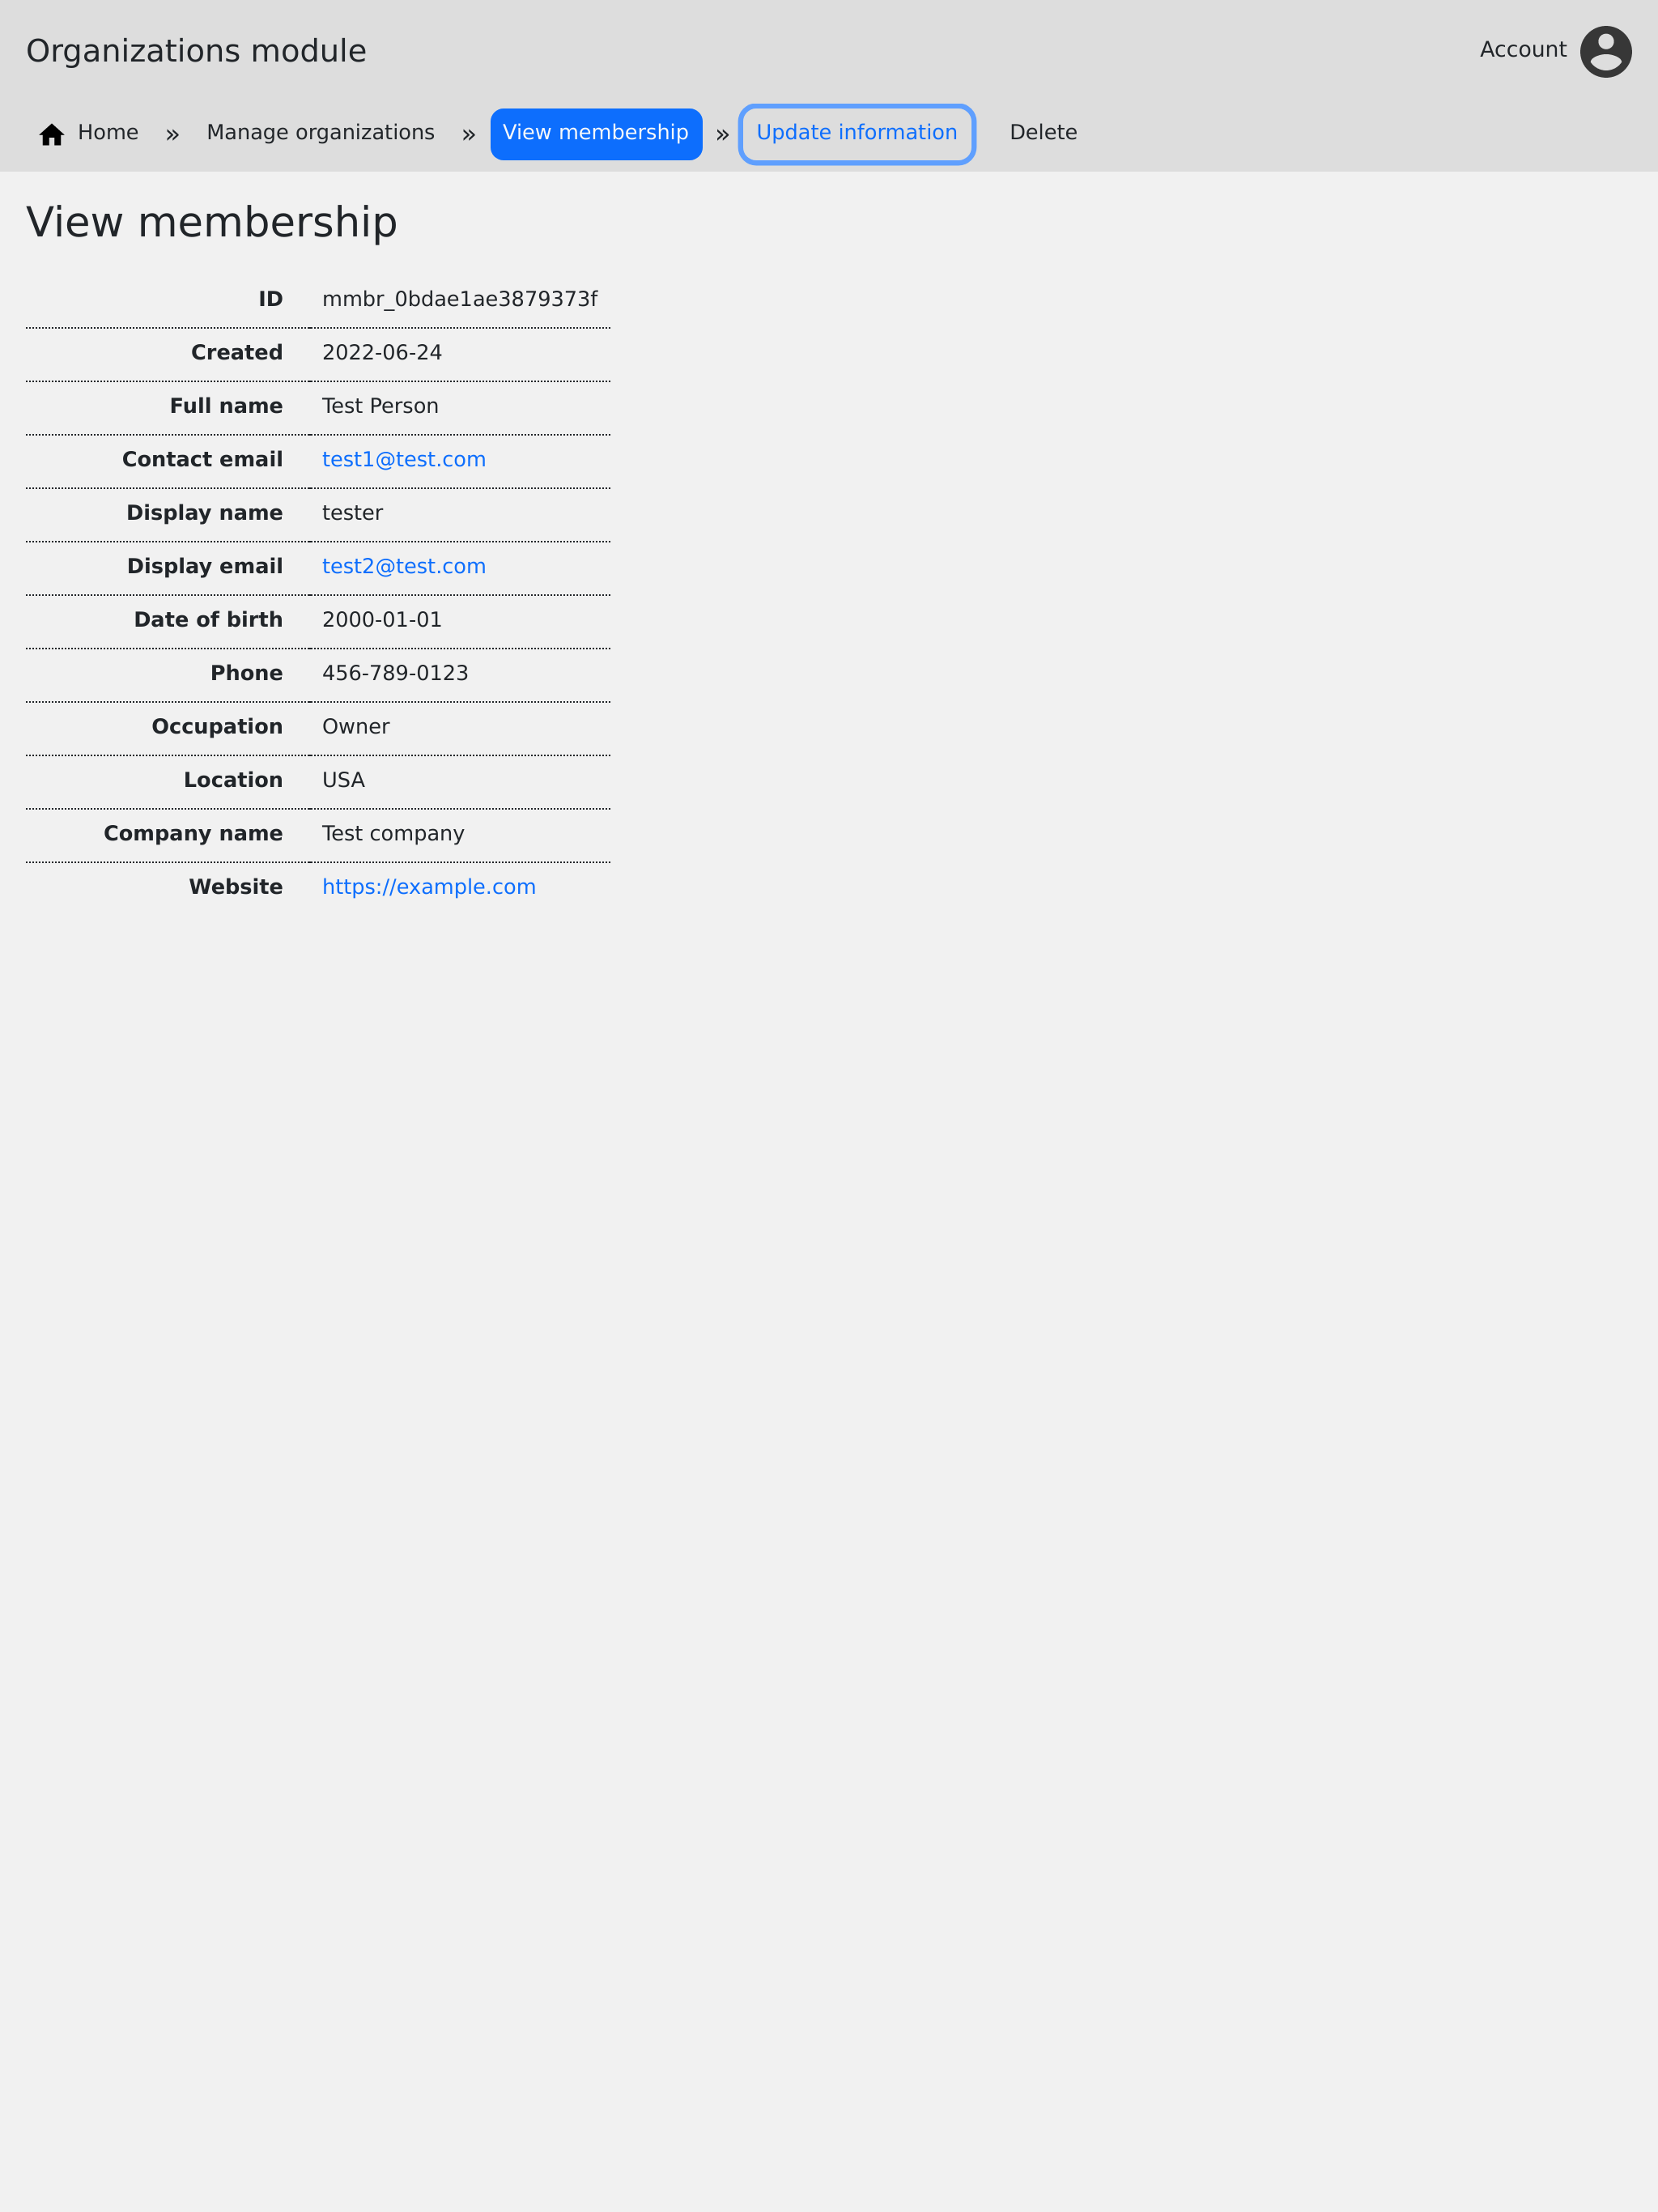 Organizations module
Account
Home » Manage organizations » View membership » Update information Delete
View membership
ID mmbr_0bdae1ae3879373f
Created 2022-06-24
Full name Test Person
Contact email test1@test.com
Display name tester
Display email test2@test.com
Date of birth 2000-01-01
Phone 456-789-0123
Occupation Owner
Location USA
Company name Test company
Website https://example.com